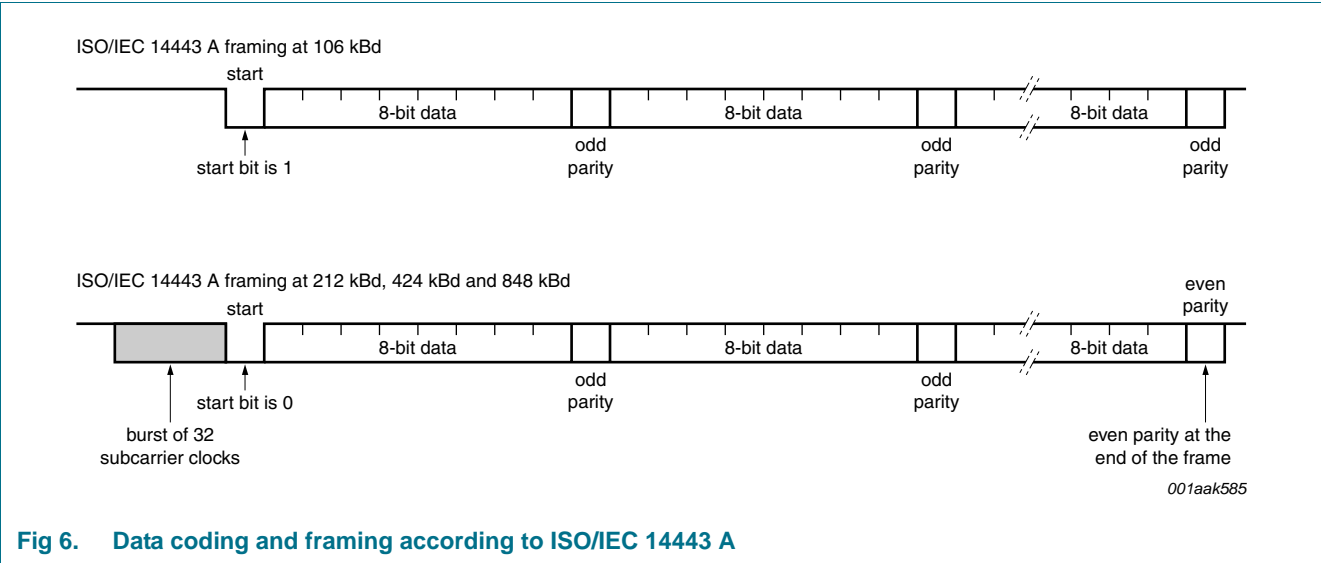 ISO/IEC 14443 A framing at 106 kBd
start
8-bit data
8-bit data
8-bit data
odd
parity
odd
parity
odd
parity
start bit is 1
ISO/IEC 14443 A framing at 212 kBd, 424 kBd and 848 kBd
even
parity
start
8-bit data
8-bit data
8-bit data
odd
parity
odd
parity
start bit is 0
burst of 32
subcarrier clocks
even parity at the
end of the frame
001aak585
Fig 6. Data coding and framing according to ISO/IEC 14443 A